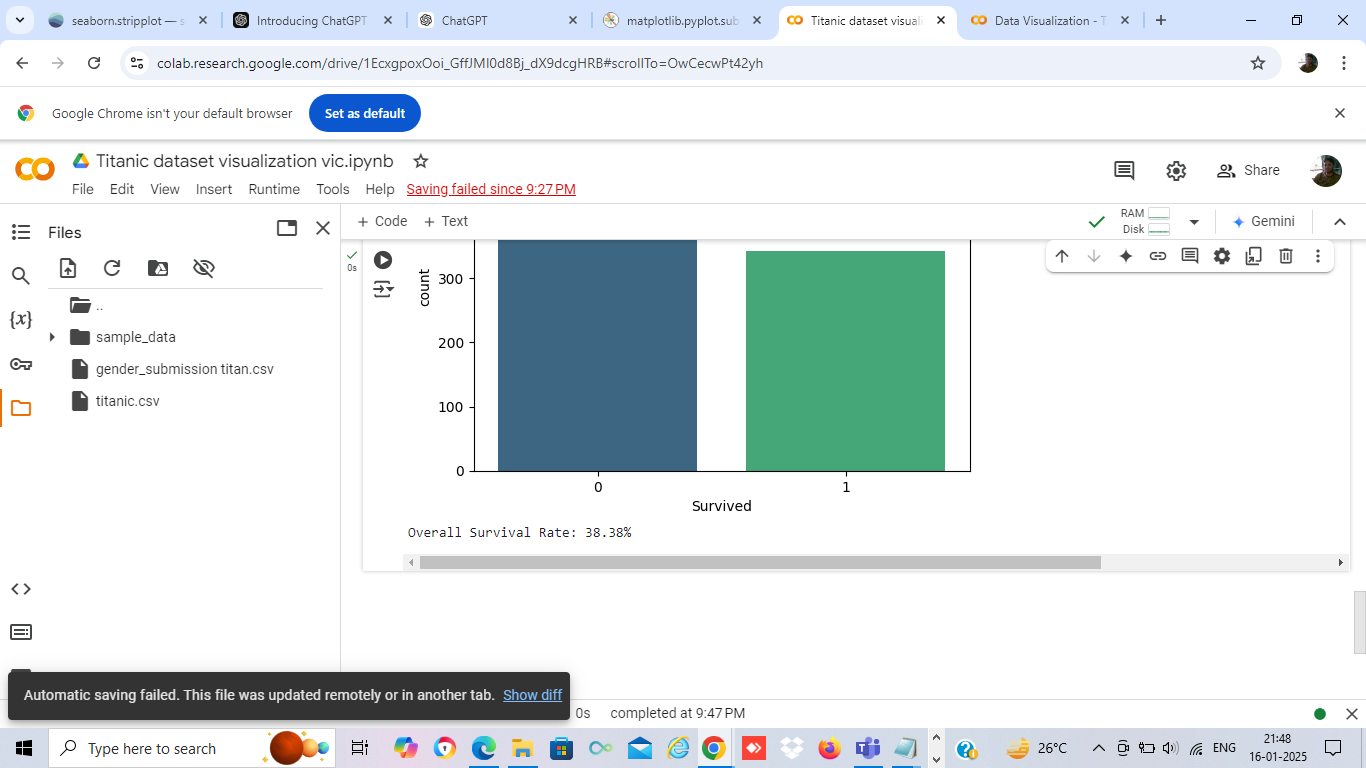 seaborn.stripplot — s
Introducing ChatGPT
ChatGPT
matplotlib.pyplot.sub
Titanic dataset visuali
Data Visualization - T
colab.research.google.com/drive/1EcxgpoxOoi_GffJMI0d8Bj_dX9dcgHRB#scrollTo=OwCecwPt42yh
Google Chrome isn't your default browser
Set as default
Titanic dataset visualization vic.ipynb
File Edit View Insert Runtime Tools Help Saving failed since 9:27 PM
Share
Files
+ Code + Text
RAM
Disk
Gemini
..
sample_data
gender_submission titan.csv
titanic.csv
{x}
0s
count
300
200
100
0
0 1
Survived
Overall Survival Rate: 38.38%
Automatic saving failed. This file was updated remotely or in another tab. Show diff
0s completed at 9:47 PM
Type here to search
26°C
ENG
21:48
16-01-2025